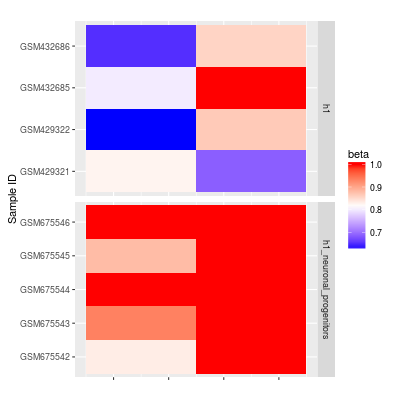 Sample ID
GSM432686
GSM432685
GSM429322
GSM429321
h1
GSM675546
GSM675545
GSM675544
GSM675543
GSM675542
h1_neuronal_progenitors
beta
1.0
0.9
0.8
0.7